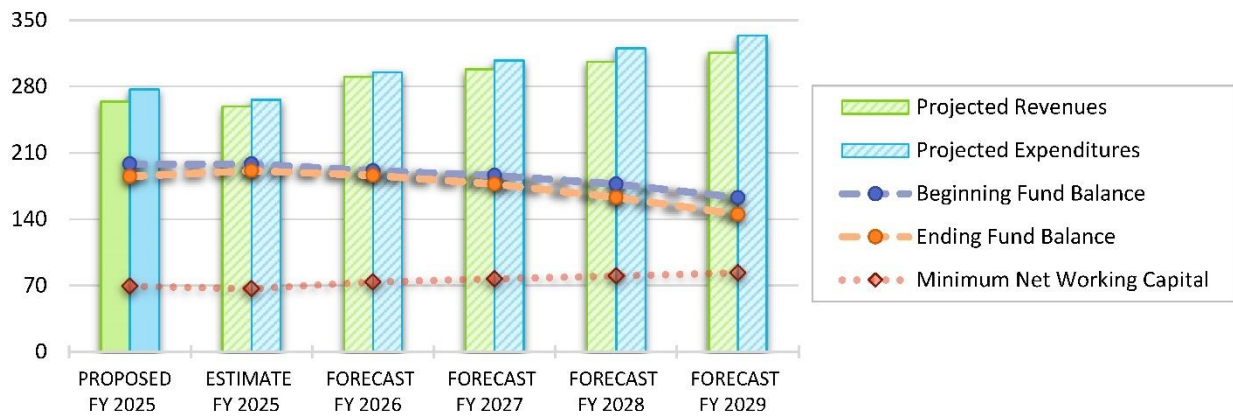 350
280
210
140
70
0
PROPOSED
FY 2025
ESTIMATE
FY 2025
FORECAST
FY 2026
FORECAST
FY 2027
FORECAST
FY 2028
FORECAST
FY 2029
Projected Revenues
Projected Expenditures
Beginning Fund Balance
Ending Fund Balance
Minimum Net Working Capital